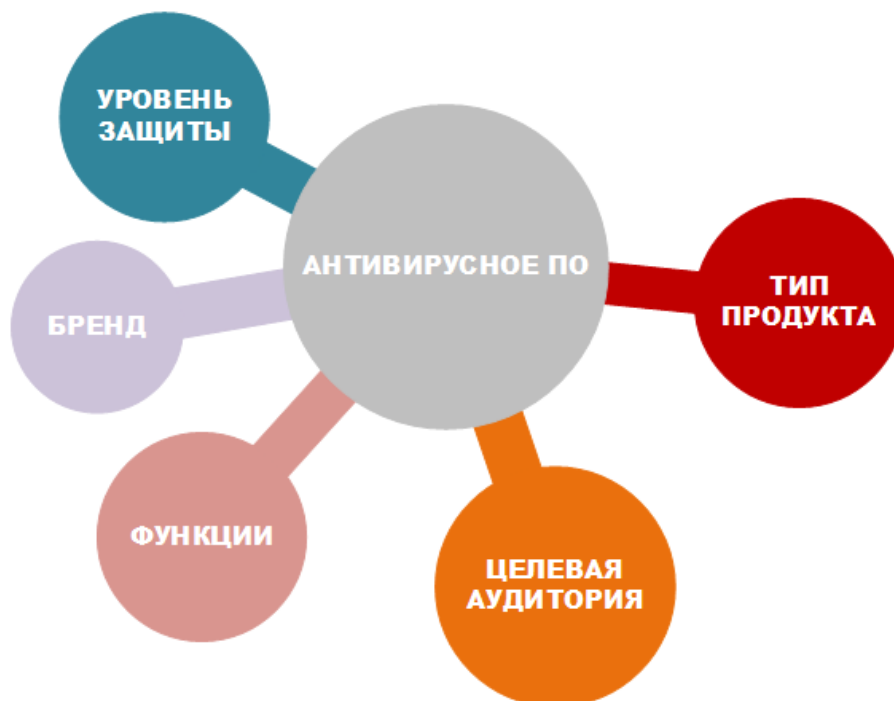 УРОВЕНЬ
ЗАЩИТЫ
АНТИВИРУСНОЕ ПО
ТИП
ПРОДУКТА
БРЕНД
ФУНКЦИИ
ЦЕЛЕВАЯ
АУДИТОРИЯ